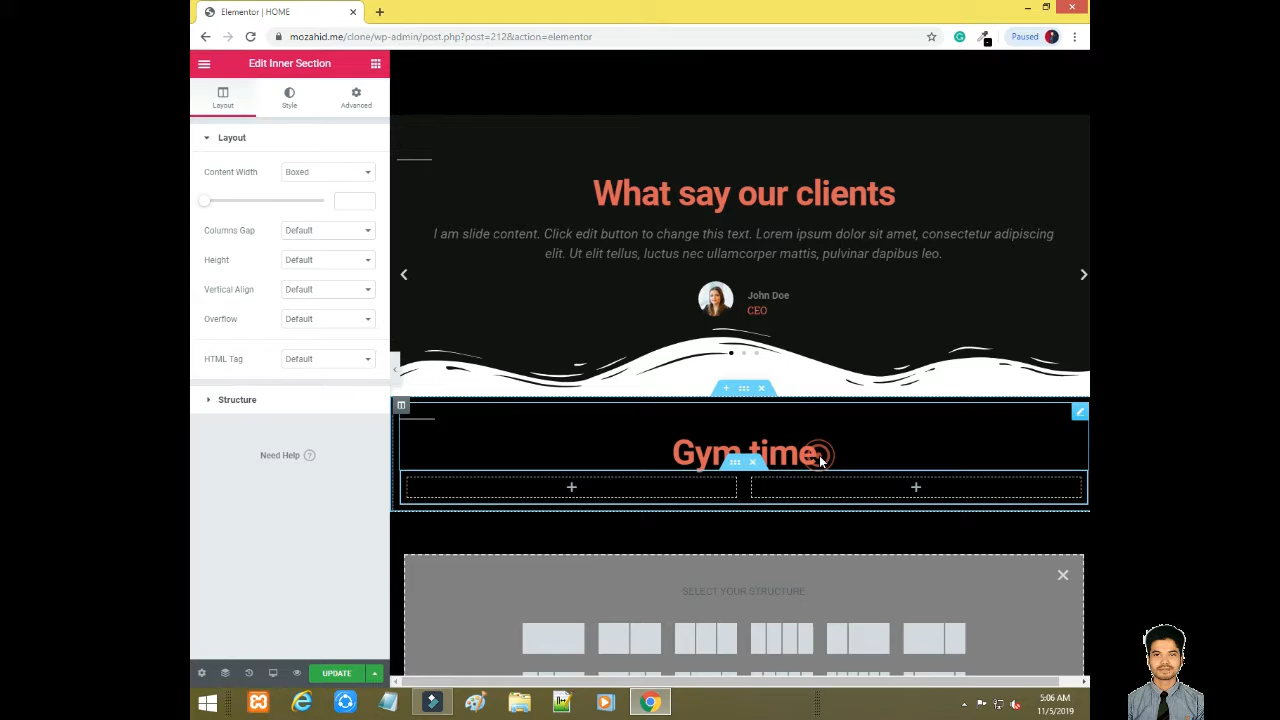 Elementor | HOME
mozahid.me/clone/wp-admin/post.php?post=212&action=elementor
Paused
Edit Inner Section
Layout
Style
Advanced
Layout
Content Width
Boxed
Columns Gap
Default
Height
Default
Vertical Align
Default
Overflow
Default
HTML Tag
Default
Structure
Need Help
UPDATE
What say our clients
I am slide content. Click edit button to change this text. Lorem ipsum dolor sit amet, consectetur adipiscing
elit. Ut elit tellus, luctus nec ullamcorper mattis, pulvinar dapibus leo.
John Doe
CEO
Gym time
SELECT YOUR STRUCTURE
5:06 AM
11/5/2019